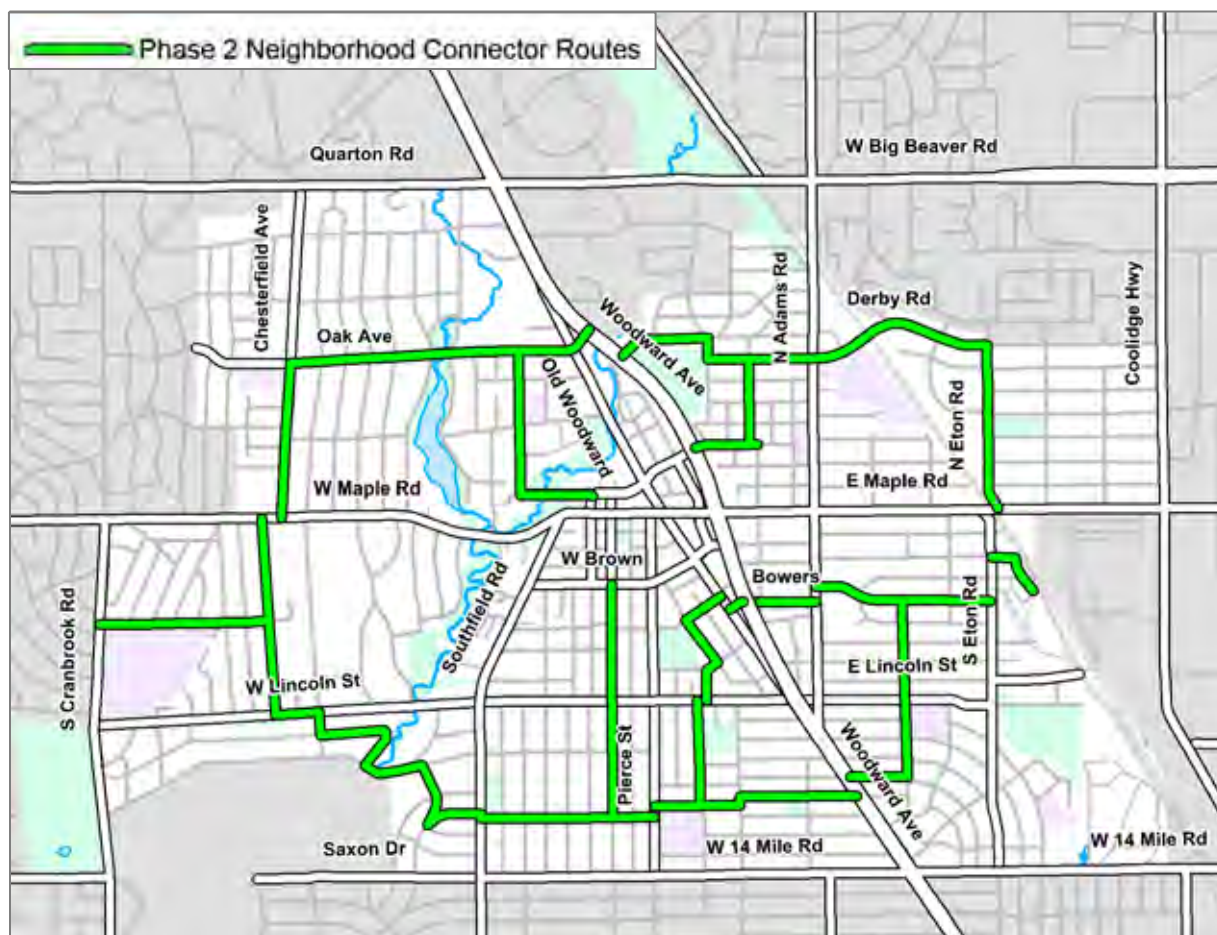 Phase 2 Neighborhood Connector Routes
Quarton Rd
W Big Beaver Rd
Chesterfield Ave
N Adams Rd
Coolidge Hwy
Derby Rd
Woodward Ave
Oak Ave
Old Woodward
N Eton Rd
W Maple Rd
E Maple Rd
W Brown
Bowers
S Cranbrook Rd
Southfield Rd
S Eton Rd
W Lincoln St
E Lincoln St
Pierce St
Woodward Ave
Saxon Dr
W 14 Mile Rd
W 14 Mile Rd